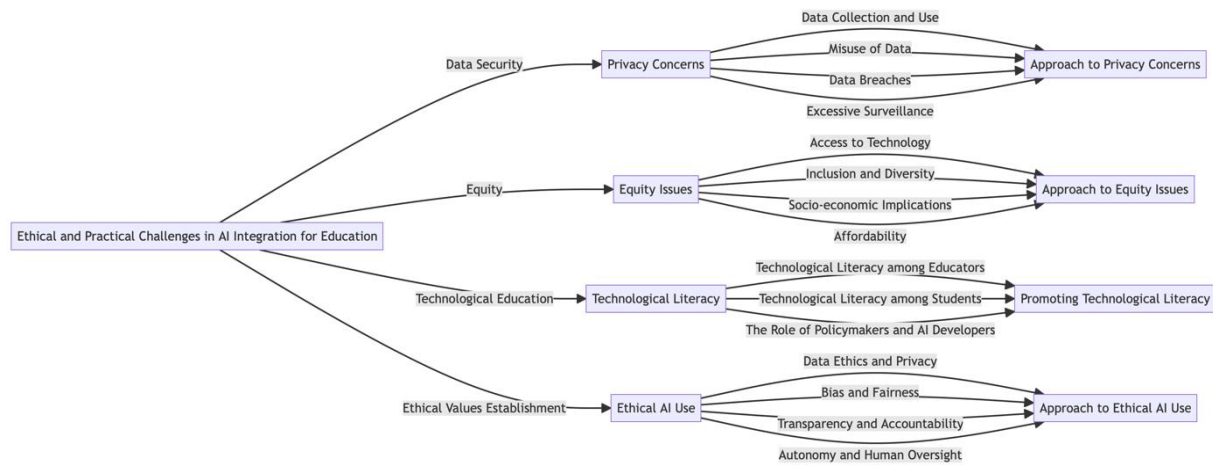 Ethical and Practical Challenges in AI Integration for Education
Data Security
Privacy Concerns
Data Collection and Use
Misuse of Data
Data Breaches
Excessive Surveillance
Approach to Privacy Concerns
Equity
Equity Issues
Access to Technology
Inclusion and Diversity
Socio-economic Implications
Affordability
Approach to Equity Issues
Technological Education
Technological Literacy
Technological Literacy among Educators
Technological Literacy among Students
The Role of Policymakers and AI Developers
Promoting Technological Literacy
Ethical Values Establishment
Ethical AI Use
Data Ethics and Privacy
Bias and Fairness
Transparency and Accountability
Autonomy and Human Oversight
Approach to Ethical AI Use